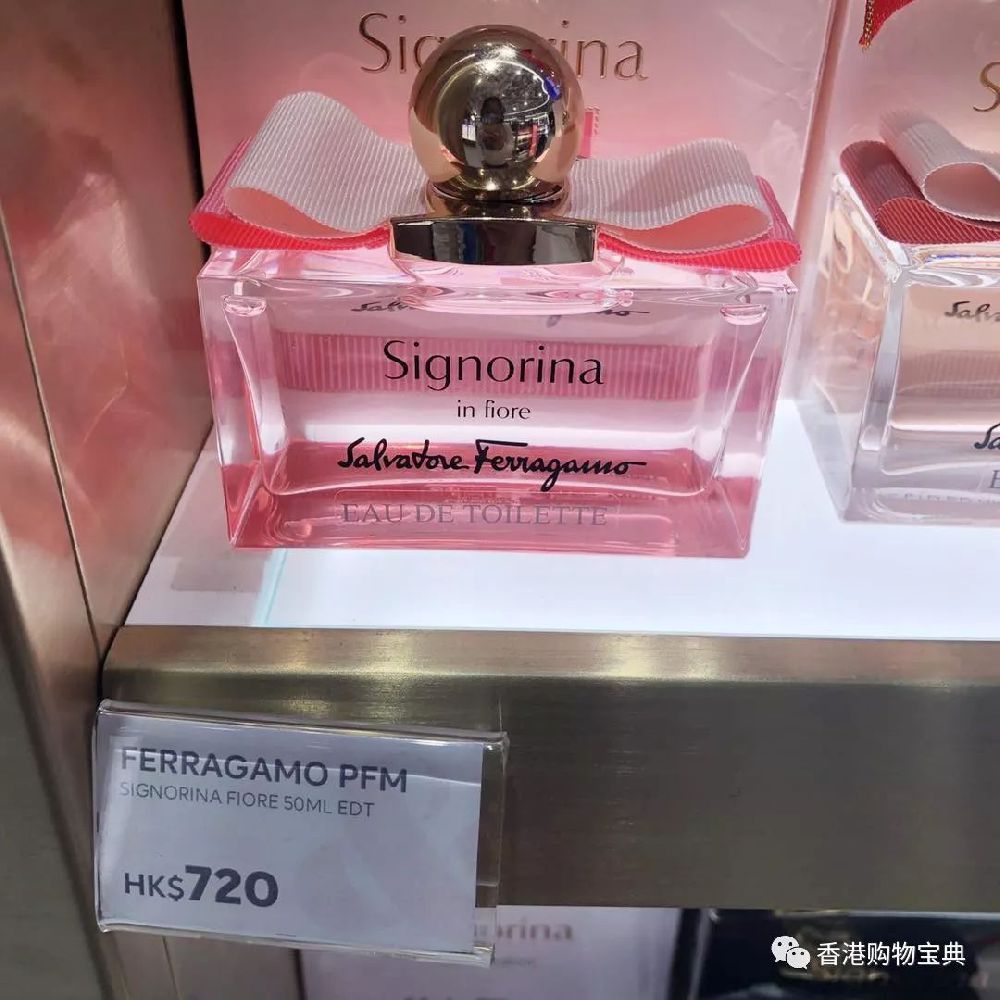 Signorina
in fiore
Salvatore Ferragamo
EAU DE TOILETTE
FERRAGAMO PFM
SIGNORINA FIORE 50ML EDT
HK$720
香港购物宝典